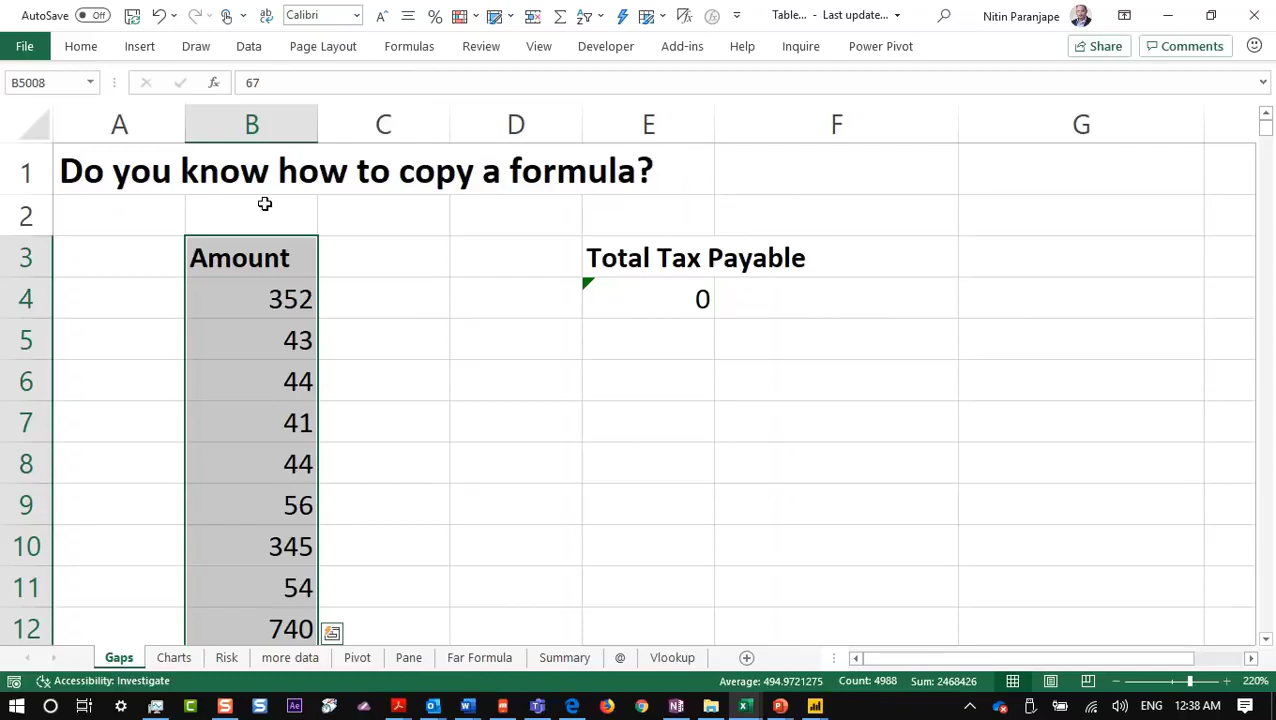 AutoSave Off Calibri Table... - Last update... Nitin Paranjape
File Home Insert Draw Data Page Layout Formulas Review View Developer Add-ins Help Inquire Power Pivot Share Comments
B5008 fx 67
A B C D E F G
1 Do you know how to copy a formula?
2
3 Amount Total Tax Payable
4 352 0
5 43
6 44
7 41
8 44
9 56
10 345
11 54
12 740
Gaps Charts Risk more data Pivot Pane Far Formula Summary @ Vlookup
Accessibility: Investigate Average: 494.9721275 Count: 4988 Sum: 2468426 220%
12:38 AM